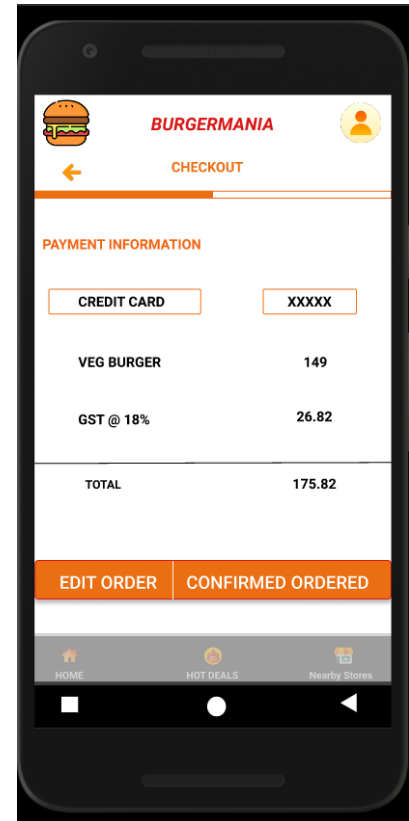 BURGERMANIA
CHECKOUT
PAYMENT INFORMATION
CREDIT CARD XXXXX
VEG BURGER 149
GST @ 18% 26.82
TOTAL 175.82
EDIT ORDER CONFIRMED ORDERED
HOME HOT DEALS Nearby Stores